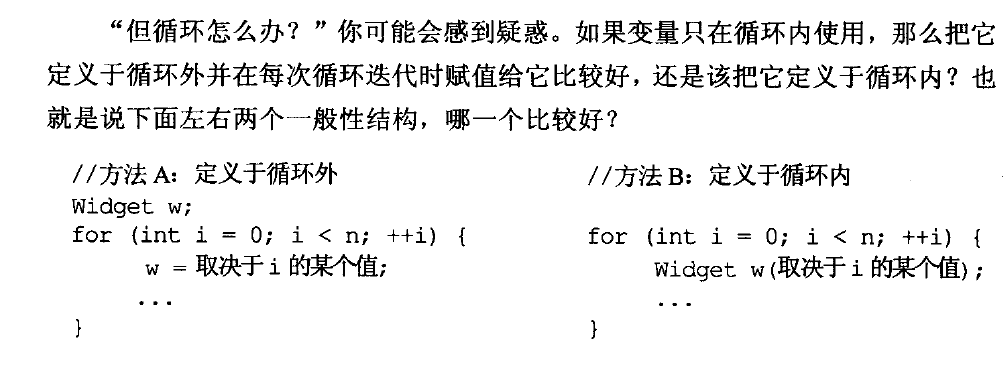 “但循环怎么办？”你可能会感到疑惑。如果变量只在循环内使用，那么把它
定义于循环外并在每次循环迭代时赋值给它比较好，还是该把它定义于循环内？也
就是说下面左右两个一般性结构，哪一个比较好？
//方法 A：定义于循环外
Widget w;
for (int i = 0; i < n; ++i) {
w = 取决于 i 的某个值;
...
}
//方法 B：定义于循环内
for (int i = 0; i < n; ++i) {
Widget w(取决于 i 的某个值);
...
}